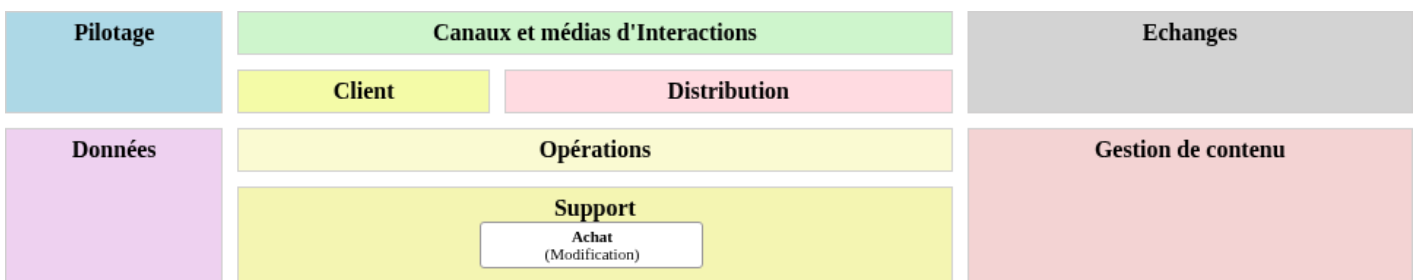 Pilotage
Canaux et médias d'Interactions
Echanges
Client
Distribution
Données
Opérations
Gestion de contenu
Support
Achat
(Modification)